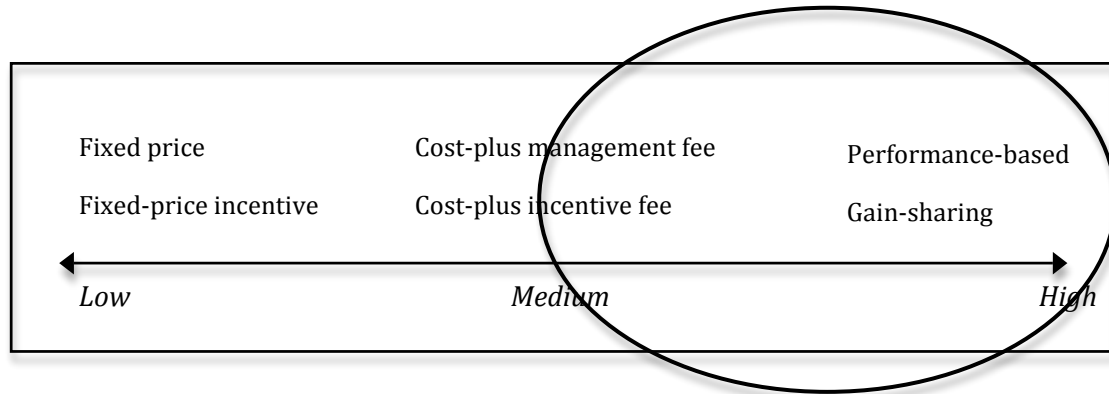 Fixed price
Fixed-price incentive
Cost-plus management fee
Cost-plus incentive fee
Performance-based
Gain-sharing
Low
Medium
High